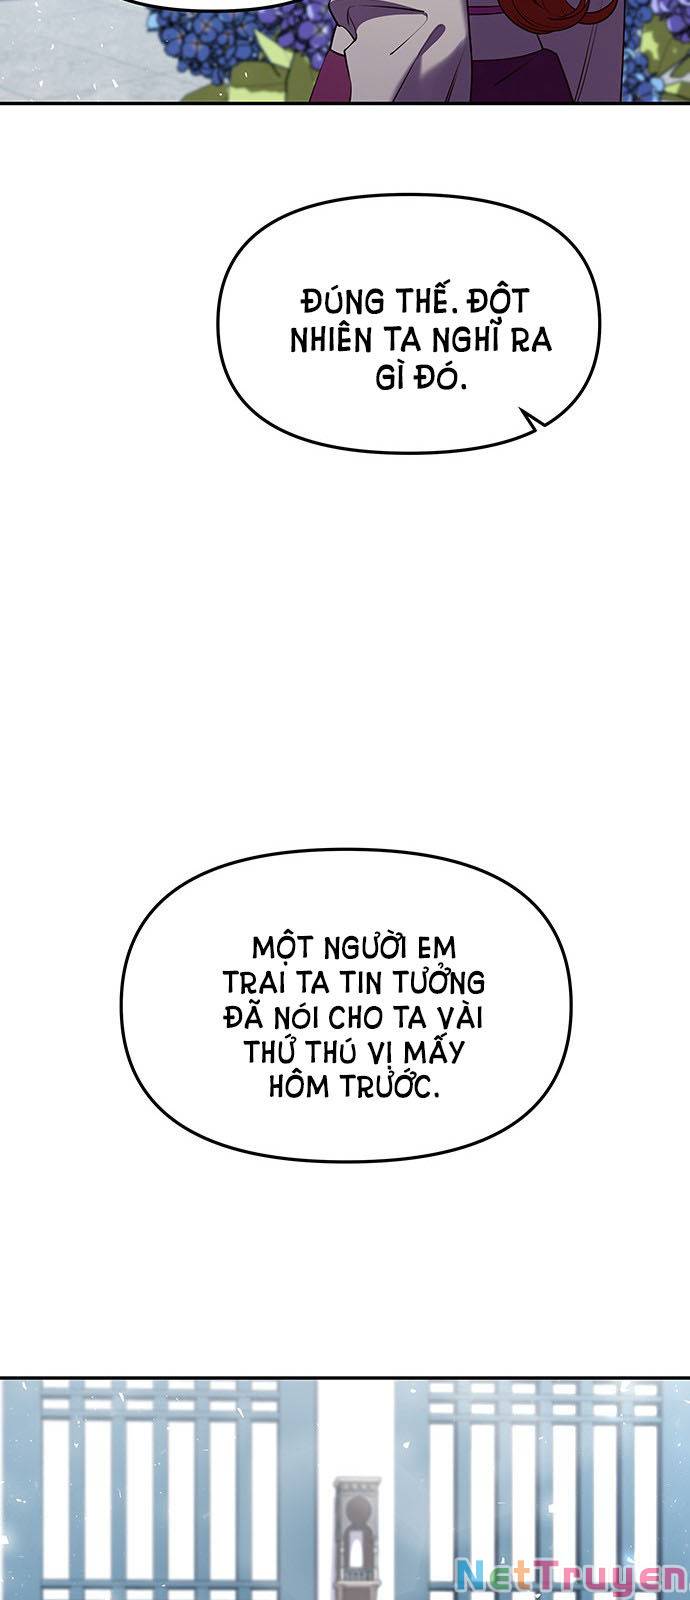 ĐÚNG THẾ. ĐỘT
NHIÊN TA NGHĨ RA
GÌ ĐÓ.
MỘT NGƯỜI EM
TRAI TA TIN TƯỞNG
ĐÃ NÓI CHO TA VÀI
THỨ THÚ VỊ MẤY
HÔM TRƯỚC.
NetTruyen